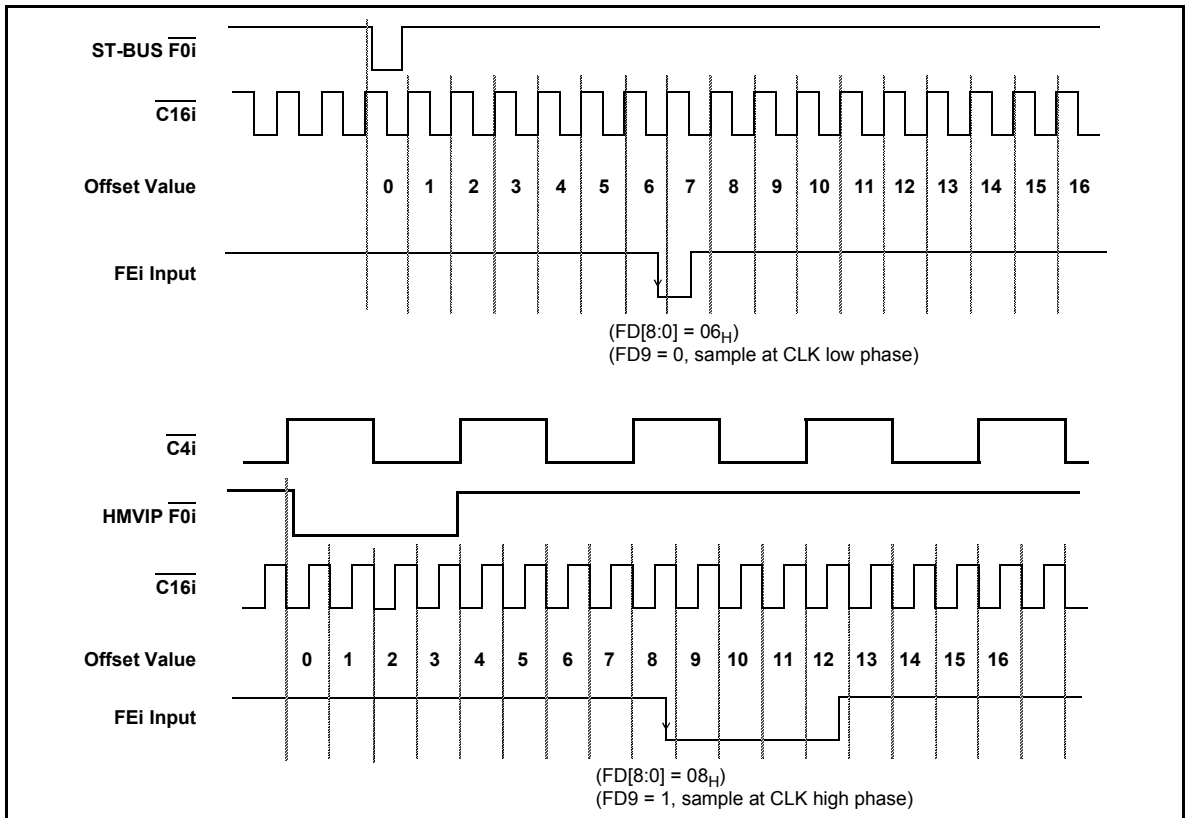 ST-BUS F0i
C16i
Offset Value 0 1 2 3 4 5 6 7 8 9 10 11 12 13 14 15 16
FEi Input
(FD[8:0] = 06H)
(FD9 = 0, sample at CLK low phase)
C4i
HMVIP F0i
C16i
Offset Value 0 1 2 3 4 5 6 7 8 9 10 11 12 13 14 15 16
FEi Input
(FD[8:0] = 08H)
(FD9 = 1, sample at CLK high phase)